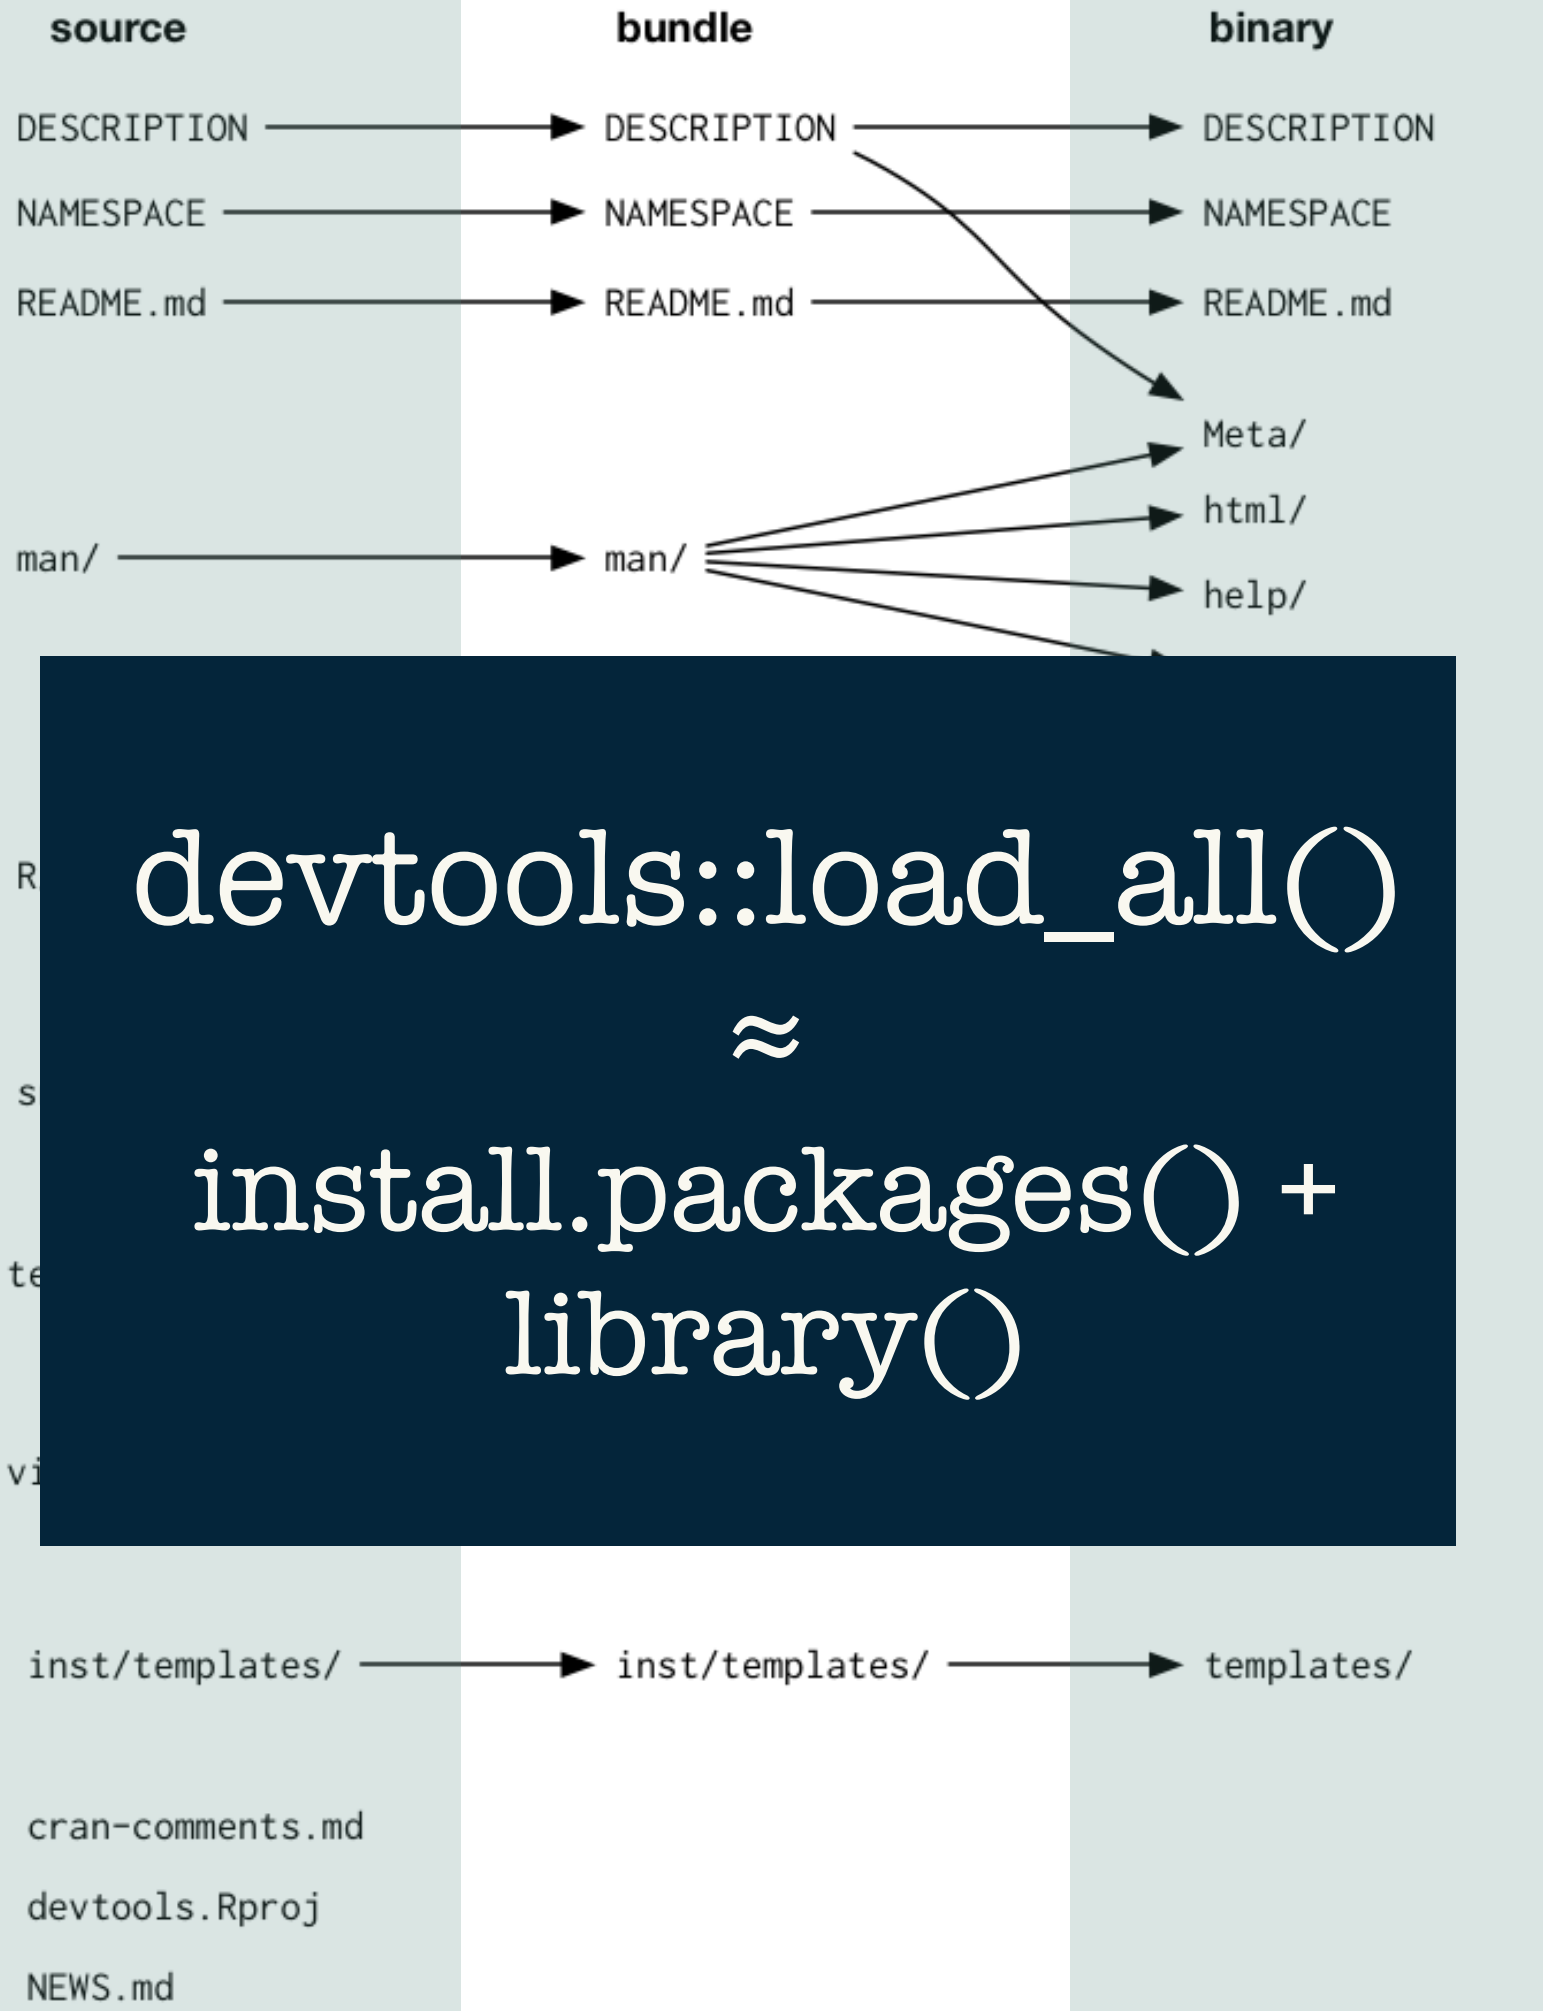 source bundle binary
DESCRIPTION DESCRIPTION DESCRIPTION
NAMESPACE NAMESPACE NAMESPACE
README.md README.md README.md
Meta/
html/
man/ man/
help/
devtools::load_all()
≈
install.packages() +
library()
inst/templates/ inst/templates/ templates/
cran-comments.md
devtools.Rproj
NEWS.md